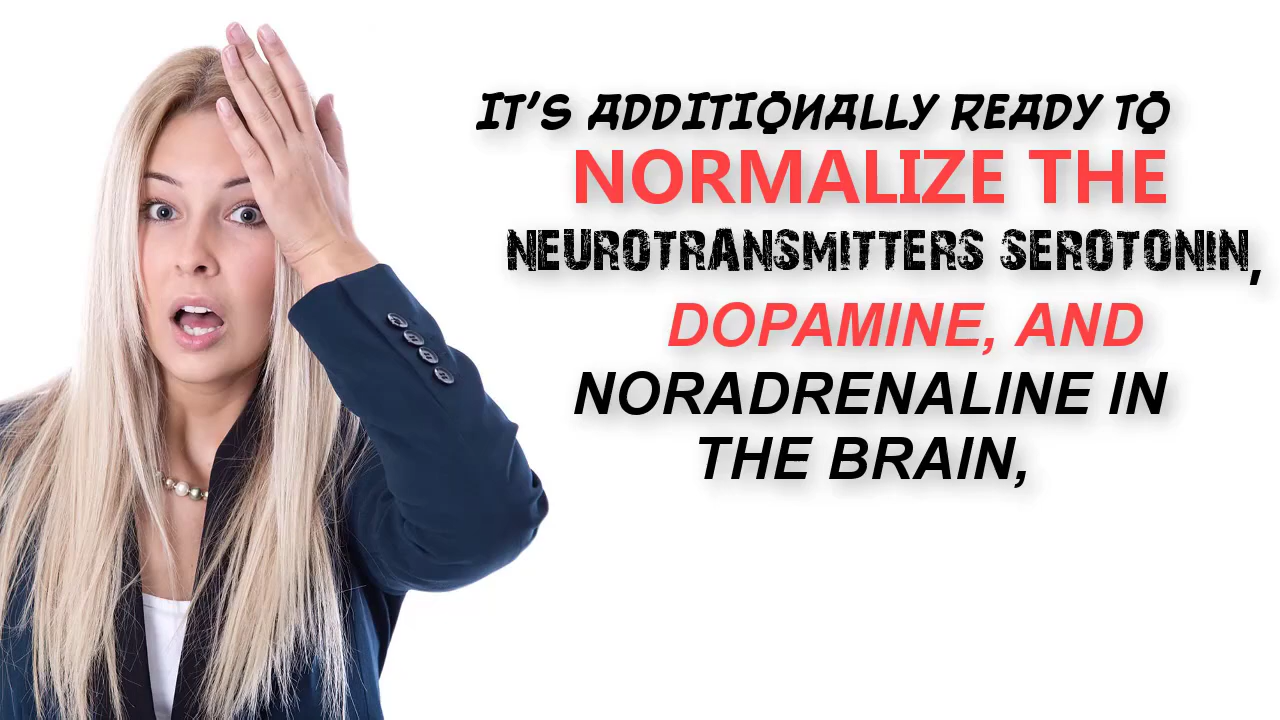 IT'S ADDITIONALLY READY TO
NORMALIZE THE
NEUROTRANSMITTERS SEROTONIN,
DOPAMINE, AND
NORADRENALINE IN
THE BRAIN,